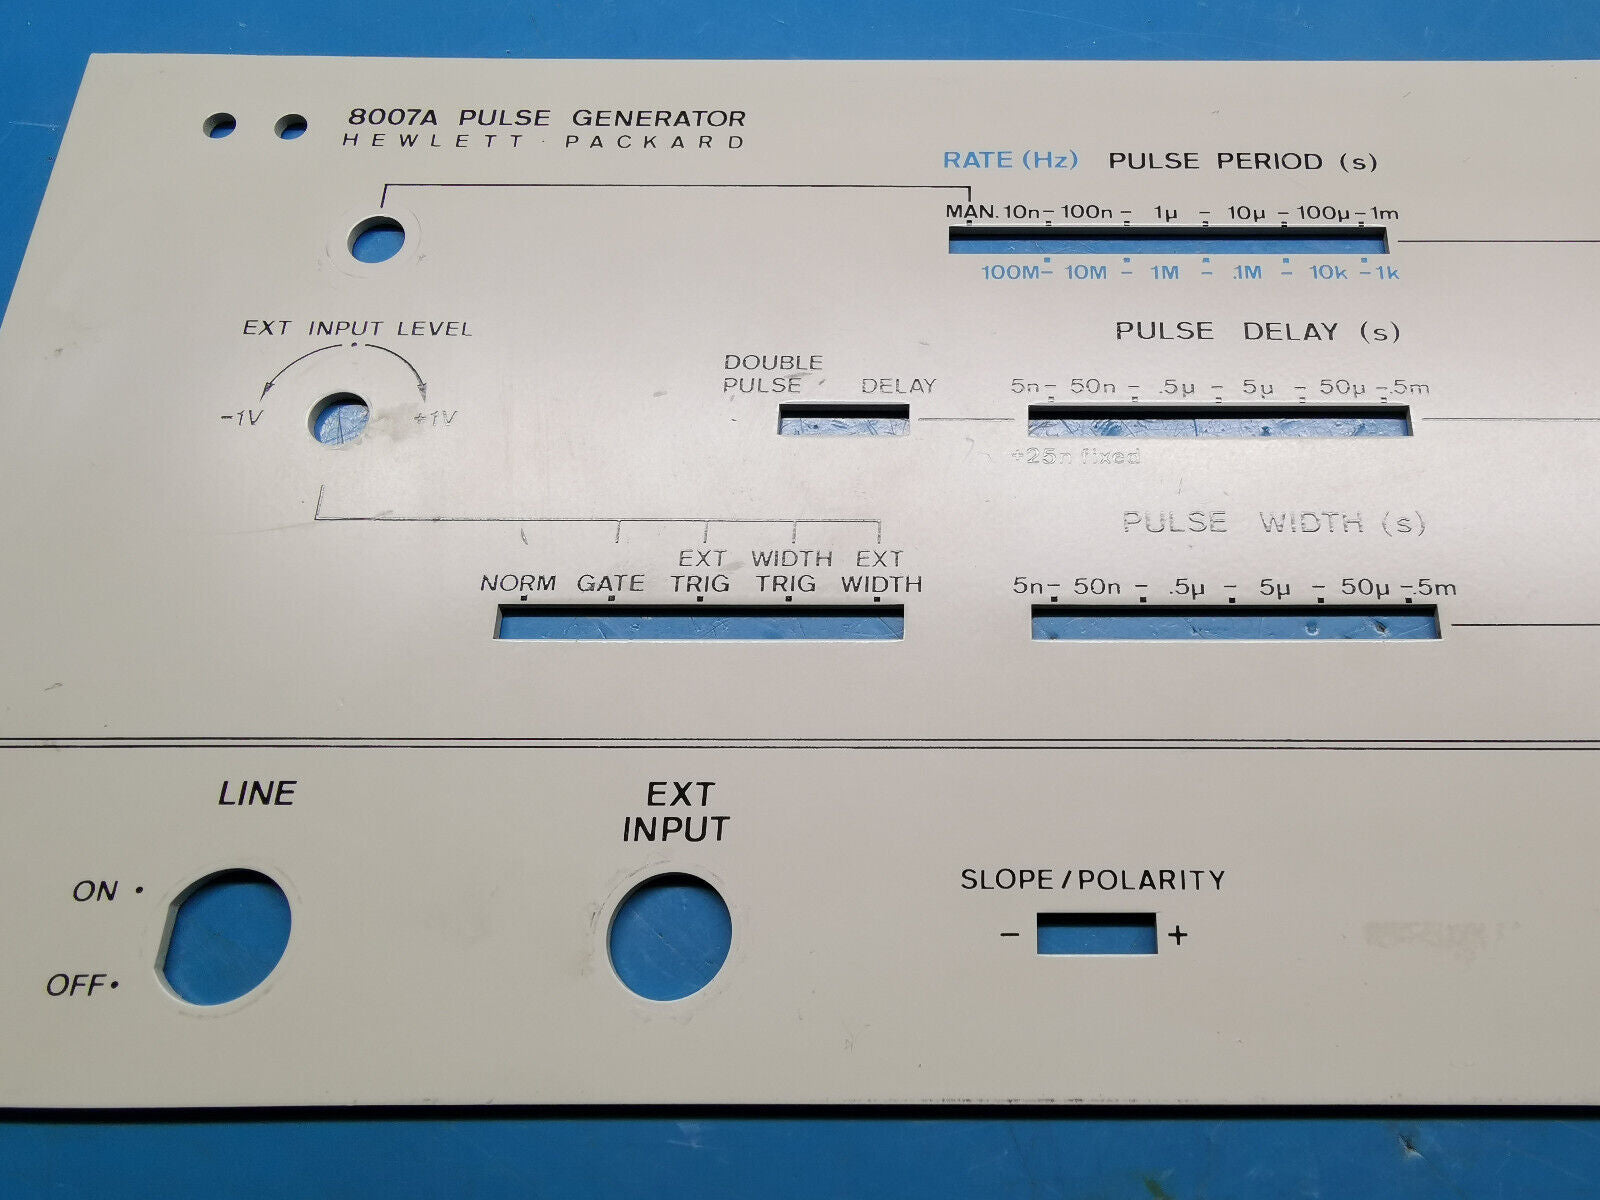 8007A PULSE GENERATOR
HEWLETT · PACKARD
RATE (Hz) PULSE PERIOD (s)
MAN. 10n - 100n - 1µ - 10µ - 100µ - 1m
100M - 10M - 1M - .1M - 10k - 1k
EXT INPUT LEVEL
-1V +1V
PULSE DELAY (s)
DOUBLE
PULSE DELAY
5n - 50n - .5µ - 5µ - 50µ - .5m
+25n fixed
PULSE WIDTH (s)
EXT WIDTH EXT
NORM GATE TRIG TRIG WIDTH
5n - 50n - .5µ - 5µ - 50µ - .5m
LINE
ON •
OFF •
EXT
INPUT
SLOPE/POLARITY
- +